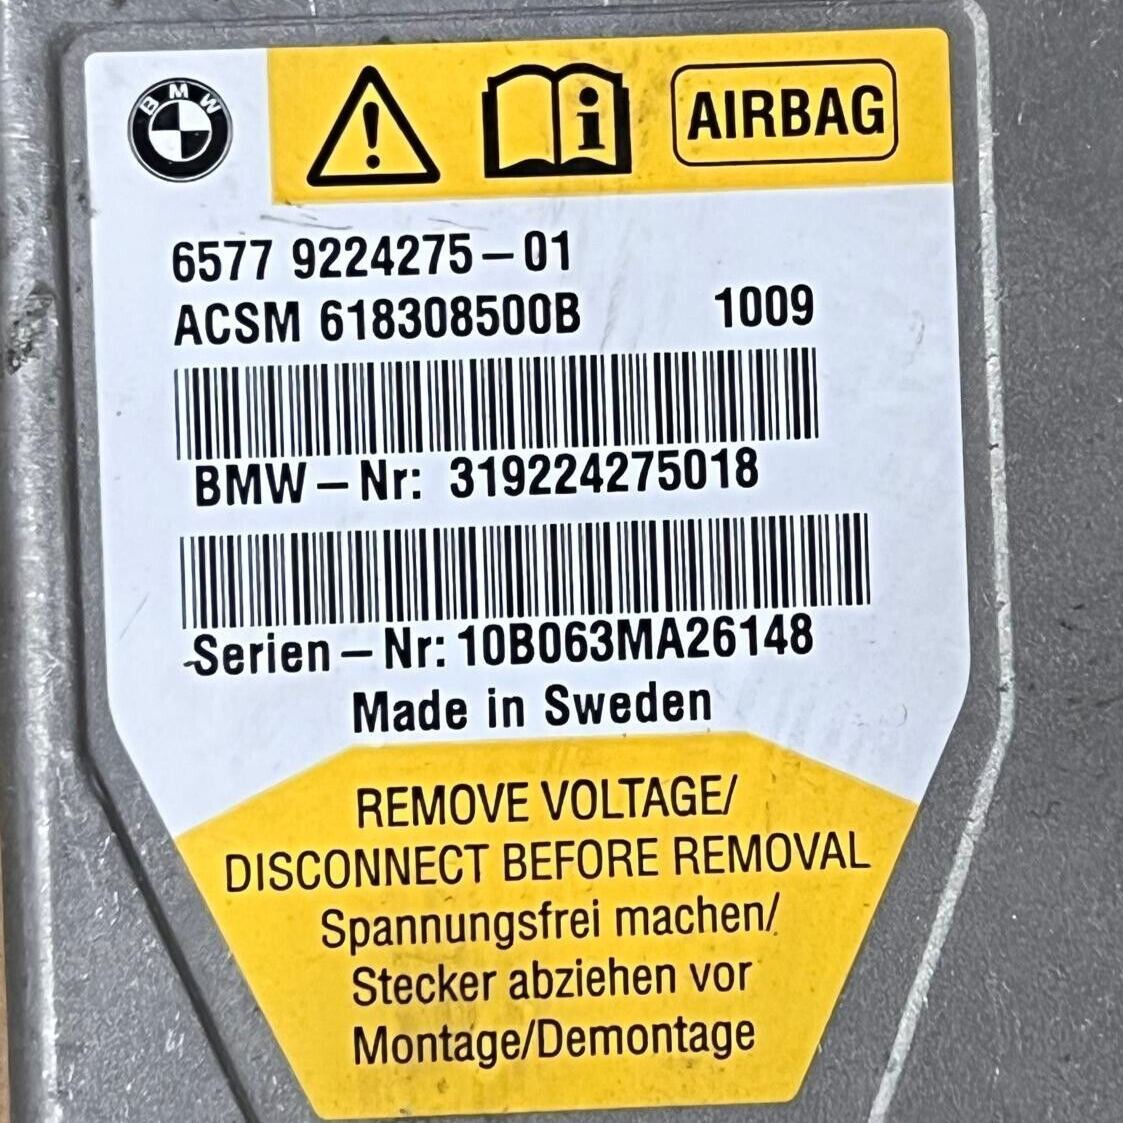 BMW
AIRBAG
6577 9224275-01
ACSM 618308500B 1009
BMW-Nr: 319224275018
Serien-Nr: 10B063MA26148
Made in Sweden
REMOVE VOLTAGE/
DISCONNECT BEFORE REMOVAL
Spannungsfrei machen/
Stecker abziehen vor
Montage/Demontage